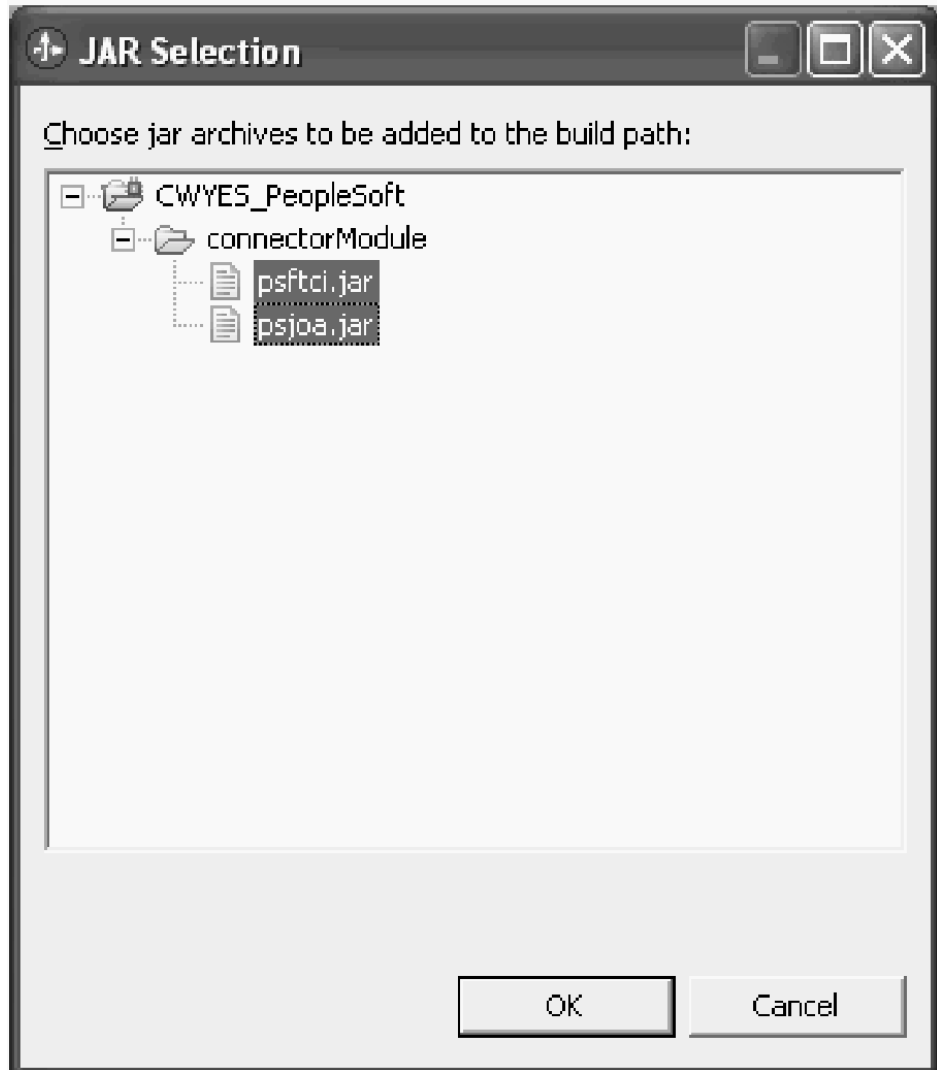 JAR Selection
Choose jar archives to be added to the build path:
CWYES_PeopleSoft
connectorModule
psftci.jar
psjoa.jar
OK
Cancel